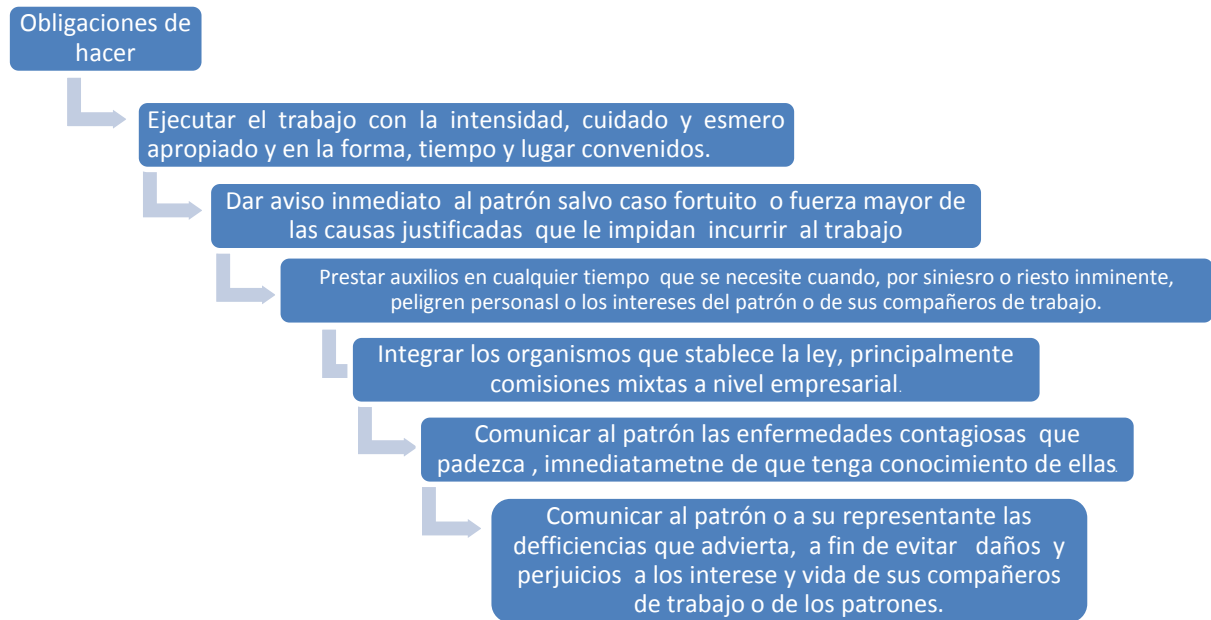 Obligaciones de
hacer
Ejecutar el trabajo con la intensidad, cuidado y esmero
apropiado y en la forma, tiempo y lugar convenidos.
Dar aviso inmediato al patrón salvo caso fortuito o fuerza mayor de
las causas justificadas que le impidan incurrir al trabajo
Prestar auxilios en cualquier tiempo que se necesite cuando, por siniesro o riesto inminente,
peligren personasl o los intereses del patrón o de sus compañeros de trabajo.
Integrar los organismos que stablece la ley, principalmente
comisiones mixtas a nivel empresarial.
Comunicar al patrón las enfermedades contagiosas que
padezca , imnediatametne de que tenga conocimiento de ellas.
Comunicar al patrón o a su representante las
defficiencias que advierta, a fin de evitar daños y
perjuicios a los interese y vida de sus compañeros
de trabajo o de los patrones.